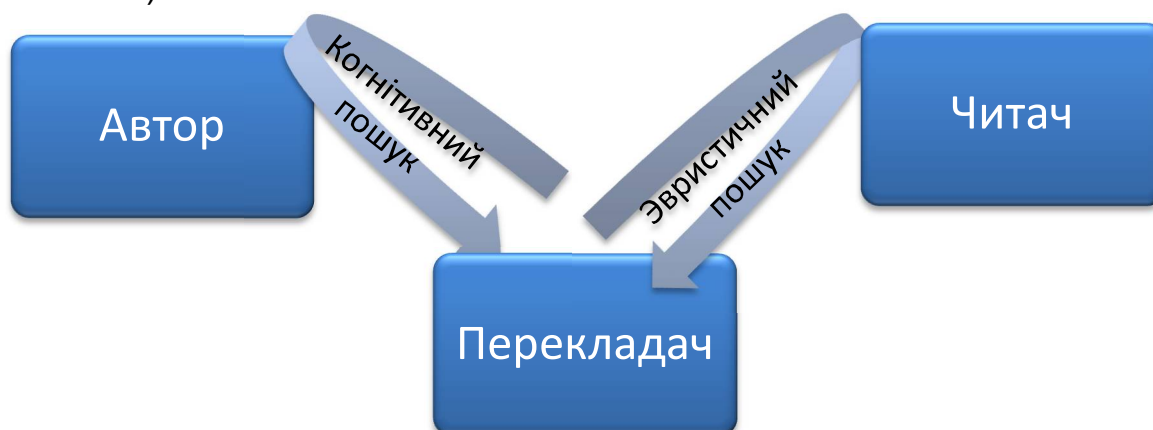 Автор
Когнітивний
пошук
Эвристичний
пошук
Читач
Перекладач